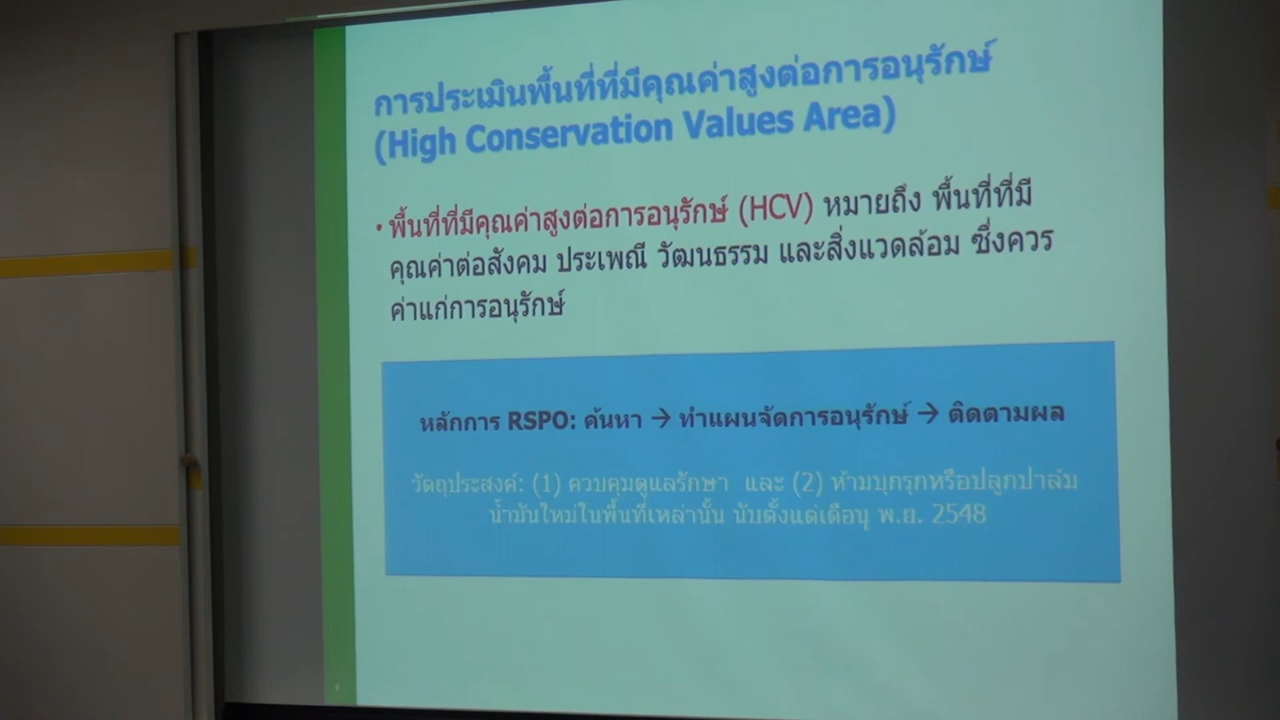 การประเมินพื้นที่ที่มีคุณค่าสูงต่อการอนุรักษ์
(High Conservation Values Area)
• พื้นที่ที่มีคุณค่าสูงต่อการอนุรักษ์ (HCV) หมายถึง พื้นที่ที่มี
คุณค่าต่อสังคม ประเพณี วัฒนธรรม และสิ่งแวดล้อม ซึ่งควร
ค่าแก่การอนุรักษ์
หลักการ RSPO: ค้นหา → ทำแผนจัดการอนุรักษ์ → ติดตามผล
วัตถุประสงค์: (1) ควบคุมดูแลรักษา และ (2) ห้ามบุกรุกหรือปลูกปาล์ม
น้ำมันใหม่ในพื้นที่เหล่านั้น นับตั้งแต่เดือน พ.ย. 2548